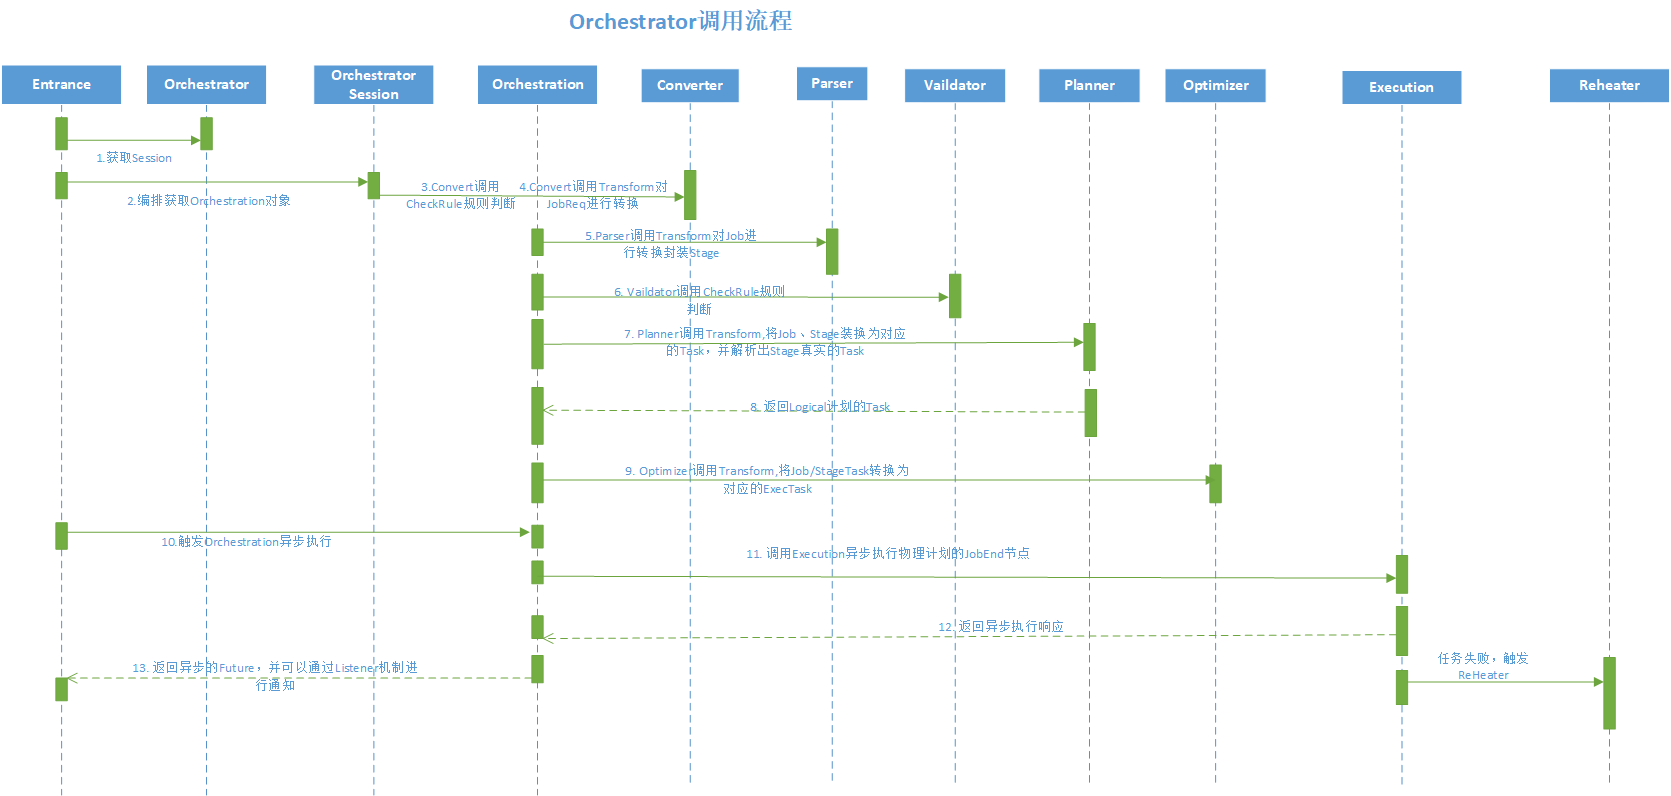 Orchestrator调用流程
Entrance
Orchestrator
Orchestrator
Session
Orchestration
Converter
Parser
Vaildator
Planner
Optimizer
Execution
Reheater
1.获取Session
2.编排获取Orchestration对象
3.Convert调用
CheckRule规则判断
4.Convert调用Transform对
JobReq进行转换
5.Parser调用Transform对Job进
行转换封装Stage
6. Vaildator调用CheckRule规则
判断
7. Planner调用Transform,将Job、Stage装换为对应
的Task，并解析出Stage真实的Task
8. 返回Logical计划的Task
9. Optimizer调用Transform,将Job/StageTask转换为
对应的ExecTask
10.触发Orchestration异步执行
11. 调用Execution异步执行物理计划的JobEnd节点
12. 返回异步执行响应
13. 返回异步的Future，并可以通过Listener机制进
行通知
任务失败，触发
ReHeater